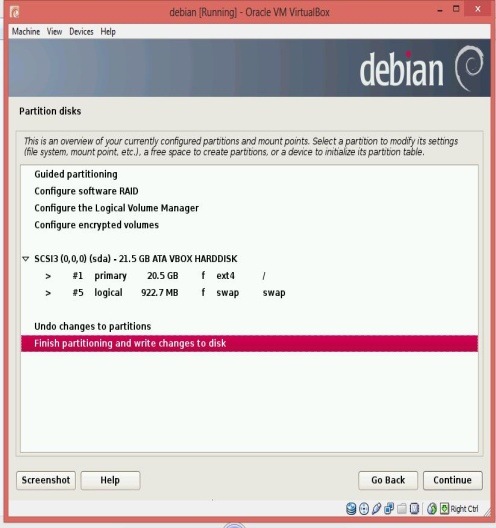 debian [Running] - Oracle VM VirtualBox
Machine View Devices Help
debian
Partition disks
This is an overview of your currently configured partitions and mount points. Select a partition to modify its settings
(file system, mount point, etc.), a free space to create partitions, or a device to initialize its partition table.
Guided partitioning
Configure software RAID
Configure the Logical Volume Manager
Configure encrypted volumes
SCSI3 (0,0,0) (sda) - 21.5 GB ATA VBOX HARDDISK
> #1 primary 20.5 GB f ext4 /
> #5 logical 922.7 MB f swap swap
Undo changes to partitions
Finish partitioning and write changes to disk
Screenshot Help Go Back Continue
Right Ctrl